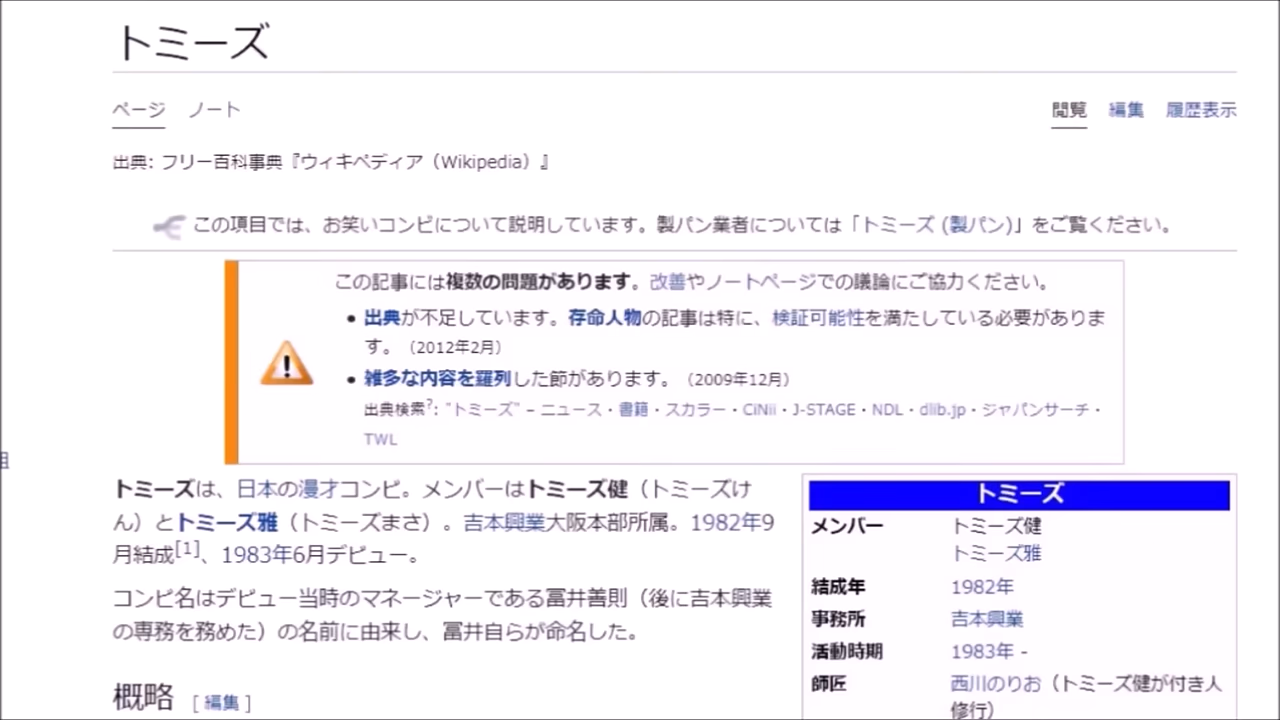 トミーズ
ページ ノート 閲覧 編集 履歴表示
出典: フリー百科事典『ウィキペディア（Wikipedia）』
この項目では、お笑いコンビについて説明しています。製パン業者については「トミーズ (製パン)」をご覧ください。
この記事には複数の問題があります。改善やノートページでの議論にご協力ください。
• 出典が不足しています。存命人物の記事は特に、検証可能性を満たしている必要がありま
す。（2012年2月）
• 雑多な内容を羅列した節があります。（2009年12月）
出典検索?: "トミーズ" – ニュース・書籍・スカラー・CiNii・J-STAGE・NDL・dlib.jp・ジャパンサーチ・
TWL
トミーズは、日本の漫才コンビ。メンバーはトミーズ健（トミーズけ
ん）とトミーズ雅（トミーズまさ）。吉本興業大阪本部所属。1982年9
月結成[1]、1983年6月デビュー。
コンビ名はデビュー当時のマネージャーである冨井善則（後に吉本興業
の専務を務めた）の名前に由来し、冨井自らが命名した。
概略 [ 編集 ]
トミーズ
メンバー トミーズ健
トミーズ雅
結成年 1982年
事務所 吉本興業
活動時期 1983年 -
師匠 西川のりお（トミーズ健が付き人
修行）